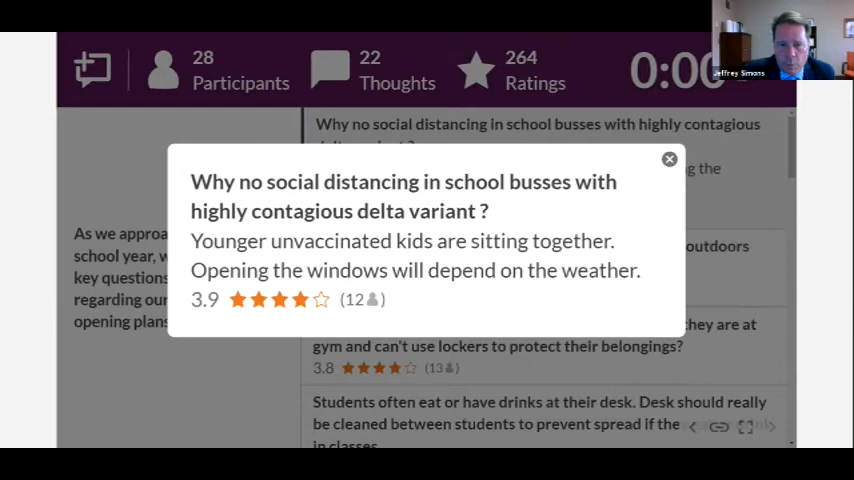 28
Participants
22
Thoughts
264
Ratings
0:00
Jeffrey Simons
Why no social distancing in school busses with highly contagious
ng the
As we approa
school year, w
key questions
regarding our
opening plans
Why no social distancing in school busses with
highly contagious delta variant ?
Younger unvaccinated kids are sitting together.
Opening the windows will depend on the weather.
3.9 (12)
outdoors
they are at
gym and can't use lockers to protect their belongings?
3.8 (13)
Students often eat or have drinks at their desk. Desk should really
be cleaned between students to prevent spread if the
in classes